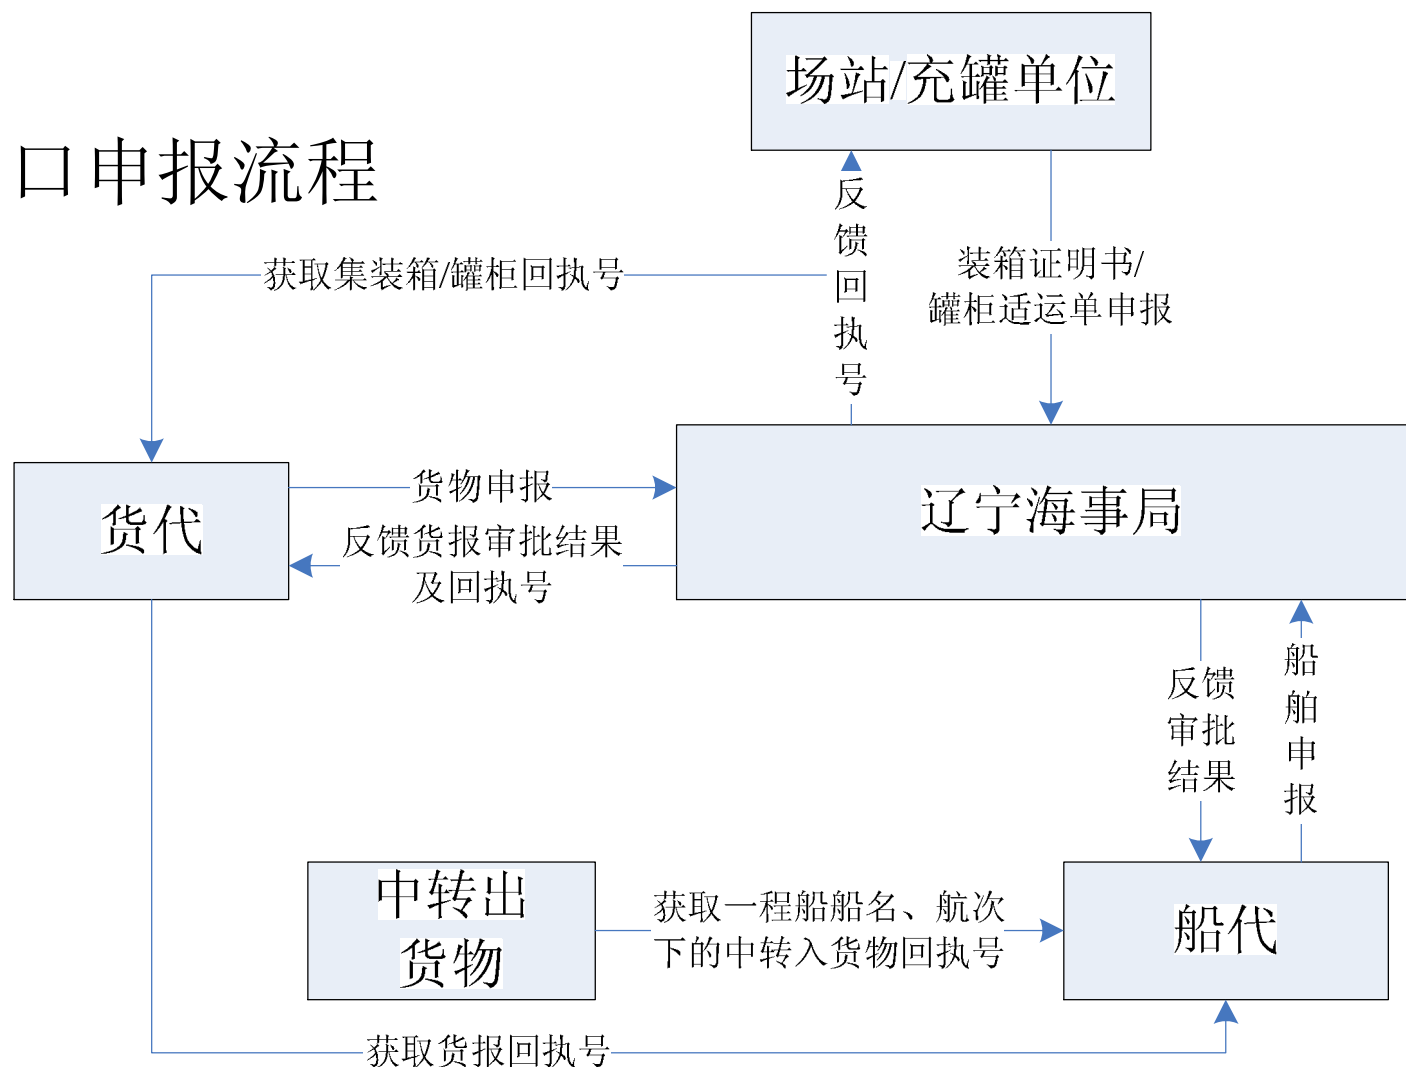 场站/充罐单位
口申报流程
反
馈
回
执
号
获取集装箱/罐柜回执号
装箱证明书/
罐柜适运单申报
货代
货物申报
反馈货报审批结果
及回执号
辽宁海事局
反馈
审批
结果
船
舶
申
报
中转出
货物
获取一程船船名、航次
下的中转入货物回执号
船代
获取货报回执号